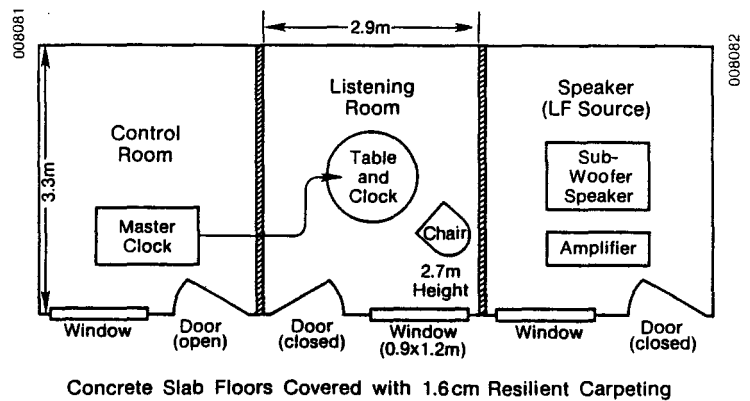 008081
2.9m
008082
3.3m
Control
Room
Master
Clock
Listening
Room
Table
and
Clock
Chair
2.7m
Height
Speaker
(LF Source)
Sub-
Woofer
Speaker
Amplifier
Window
Door
(open)
Door
(closed)
Window
(0.9x1.2m)
Window
Door
(closed)
Concrete Slab Floors Covered with 1.6cm Resilient Carpeting